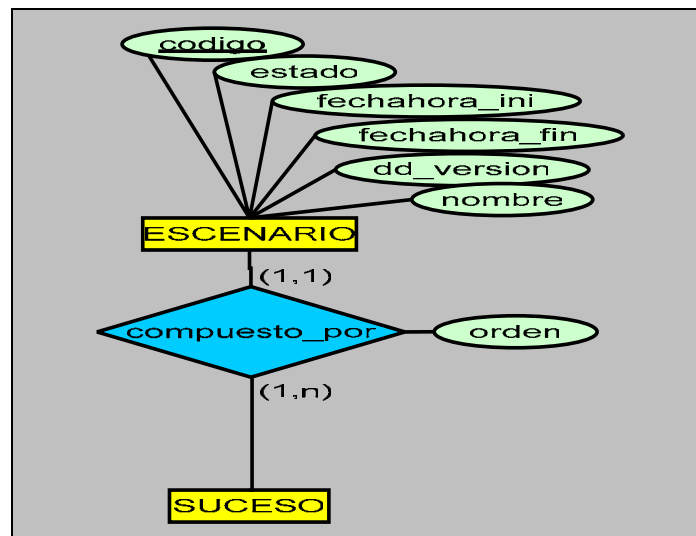 codigo
estado
fechahora_ini
fechahora_fin
dd_version
nombre
ESCENARIO
(1,1)
compuesto_por
orden
(1,n)
SUCESO